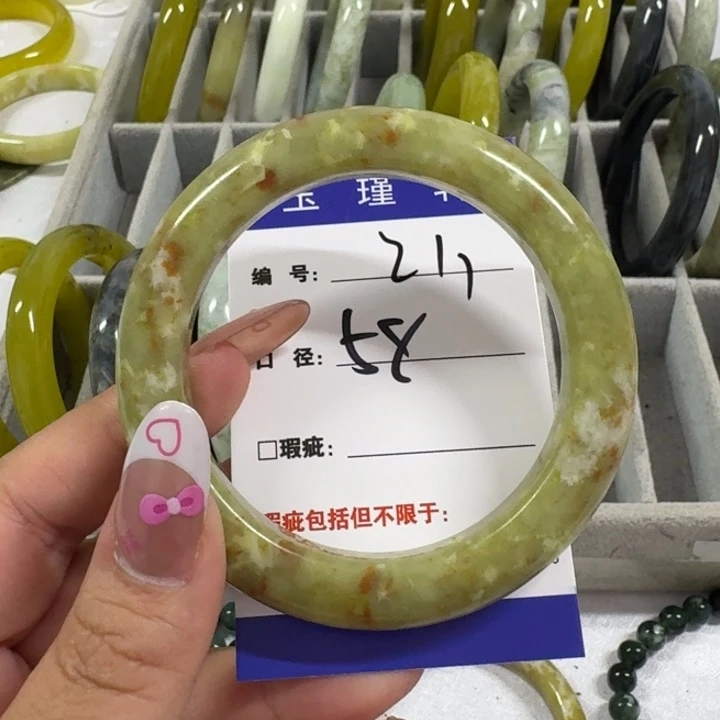 玉 瑾
编 号: 211
口 径: 58
□瑕疵:
瑕疵包括但不限于: